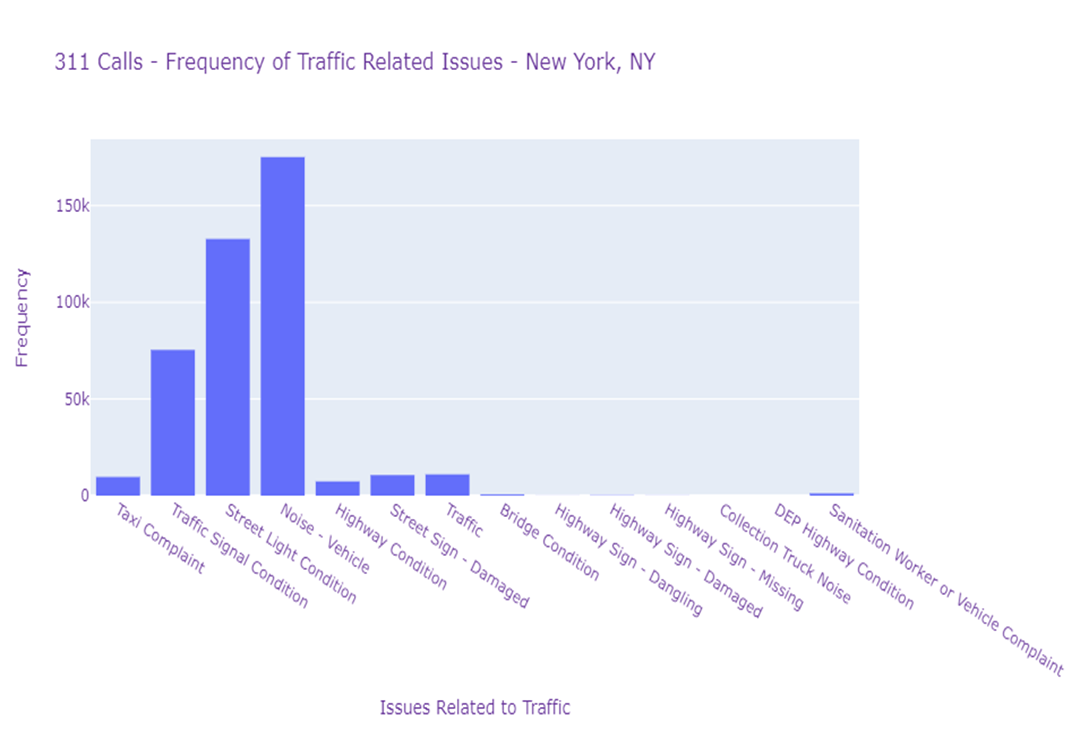 311 Calls - Frequency of Traffic Related Issues - New York, NY
150k
100k
50k
0
Frequency
Taxi Complaint
Traffic Signal Condition
Street Light Condition
Noise - Vehicle
Highway Condition
Street Sign - Damaged
Traffic
Bridge Condition
Highway Sign - Dangling
Highway Sign - Damaged
Highway Sign - Missing
Collection Truck Noise
DEP Highway Condition
Sanitation Worker or Vehicle Complaint
Issues Related to Traffic